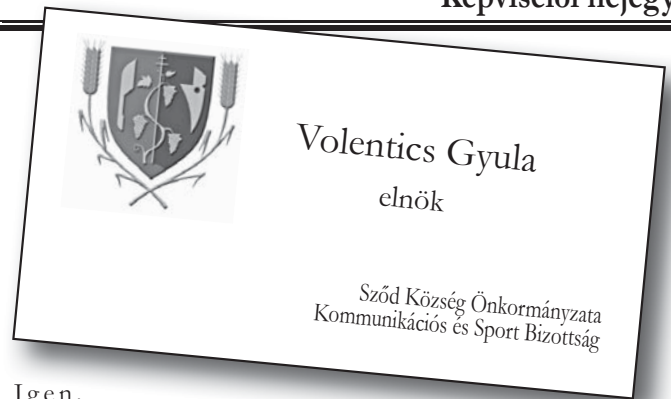 Képviselői névjegy
Volentics Gyula
elnök
Sződ Község Önkormányzata
Kommunikációs és Sport Bizottság
Igen,